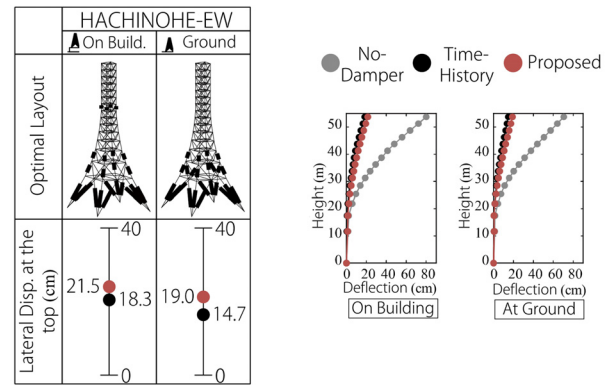 HACHINOHE-EW
On Build.
Ground
Optimal Layout
Lateral Disp. at the
top (cm)
40
21.5
18.3
0
40
19.0
14.7
0
No-
Damper
Time-
History
Proposed
Height (m)
50
40
30
20
10
0
0 20 40 60 80
Deflection (cm)
On Building
Height (m)
50
40
30
20
10
0
0 20 40 60 80
Deflection (cm)
At Ground